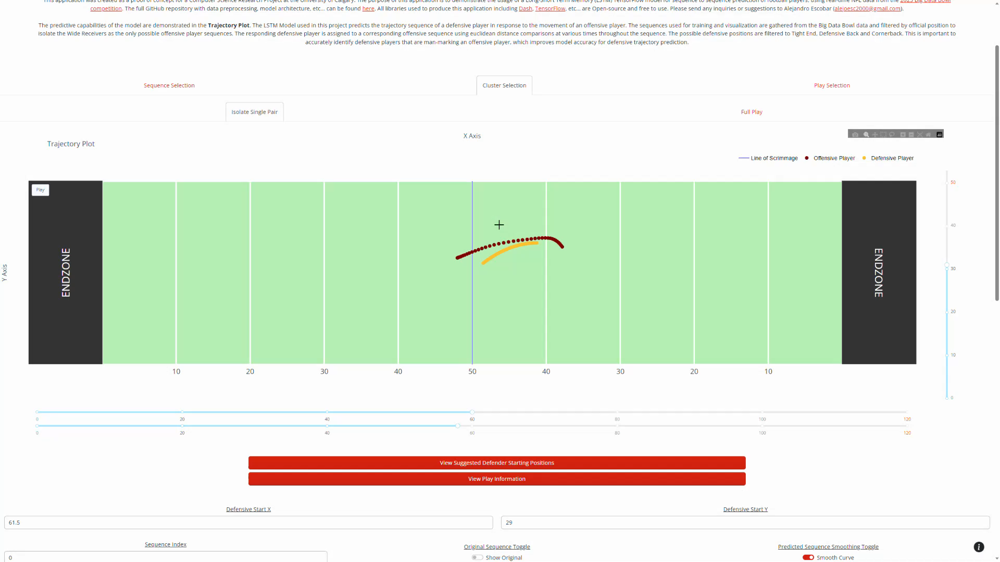 This application was created as a proof of concept for a Computer Science Research Project at the University of Calgary. The purpose of this application is to demonstrate the usage of a Long-Short Term Memory (LSTM) TensorFlow model for sequence to sequence prediction of football players, using real-time NFL data from the 2025 Big Data Bowl
competition. The full GitHub repository with data preprocessing, model architecture, etc... can be found here. All libraries used to produce this application including Dash, TensorFlow, etc... are Open-source and free to use. Please send any inquiries or suggestions to Alejandro Escobar (alejoesc2000@gmail.com).
The predictive capabilities of the model are demonstrated in the Trajectory Plot. The LSTM Model used in this project predicts the trajectory sequence of a defensive player in response to the movement of an offensive player. The sequences used for training and visualization are gathered from the Big Data Bowl data and filtered by official position to
isolate the Wide Receivers as the only possible offensive player sequences. The responding defensive player is assigned to a corresponding offensive sequence using euclidean distance comparisons at various times throughout the sequence. The possible defensive positions are filtered to Tight End, Defensive Back and Cornerback. This is important to
accurately identify defensive players that are man-marking an offensive player, which improves model accuracy for defensive trajectory prediction.
Sequence Selection
Cluster Selection
Play Selection
Isolate Single Pair
Full Play
X Axis
Trajectory Plot
Line of Scrimmage
Offensive Player
Defensive Player
Play
ENDZONE
ENDZONE
Y Axis
50
40
30
20
10
0
10 20 30 40 50 40 30 20 10
0 20 40 60 80 100 120
0 20 40 60 80 100 120
View Suggested Defender Starting Positions
View Play Information
Defensive Start X
Defensive Start Y
61.5
29
Sequence Index
Original Sequence Toggle
Predicted Sequence Smoothing Toggle
i
0
Show Original
Smooth Curve